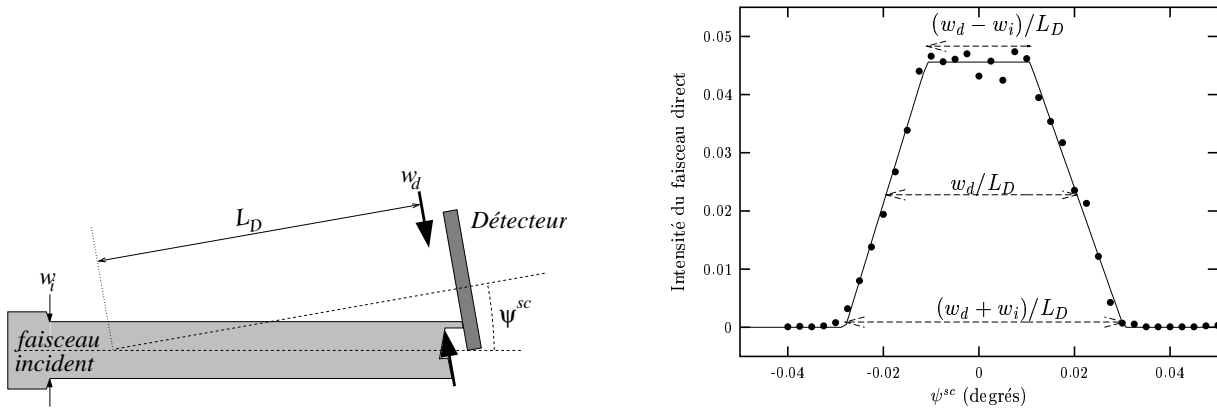 w_d
L_D
Détecteur
w_i
ψ^sc
faisceau
incident
Intensité du faisceau direct
0.05
0.04
0.03
0.02
0.01
0
(w_d − w_i)/L_D
w_d/L_D
(w_d + w_i)/L_D
-0.04
-0.02
0
0.02
0.04
ψ^sc (degrés)